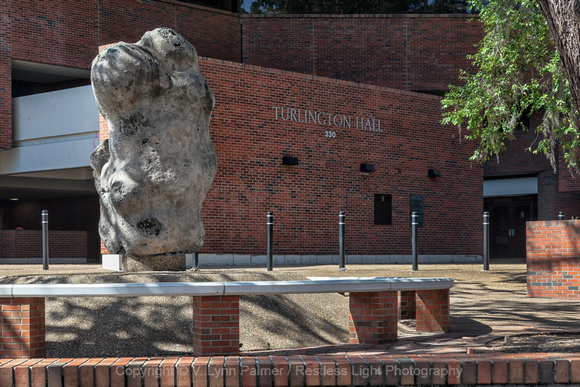 TURLINGTON HALL
330
Copyright © V. Lynn Palmer / Restless Light Photography